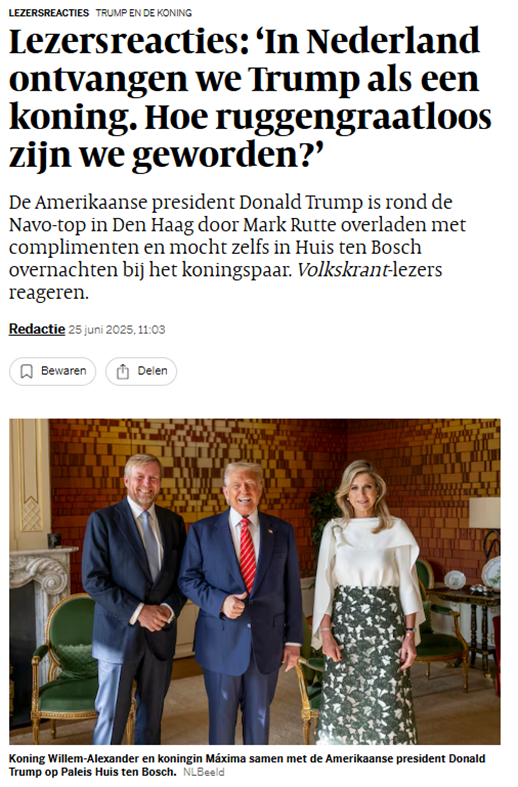 LEZERSREACTIES TRUMP EN DE KONING
Lezersreacties: ‘In Nederland
ontvangen we Trump als een
koning. Hoe ruggengraatloos
zijn we geworden?’
De Amerikaanse president Donald Trump is rond de
Navo-top in Den Haag door Mark Rutte overladen met
complimenten en mocht zelfs in Huis ten Bosch
overnachten bij het koningspaar. Volkskrant-lezers
reageren.
Redactie 25 juni 2025, 11:03
Bewaren Delen
Koning Willem-Alexander en koningin Máxima samen met de Amerikaanse president Donald
Trump op Paleis Huis ten Bosch. NLBeeld